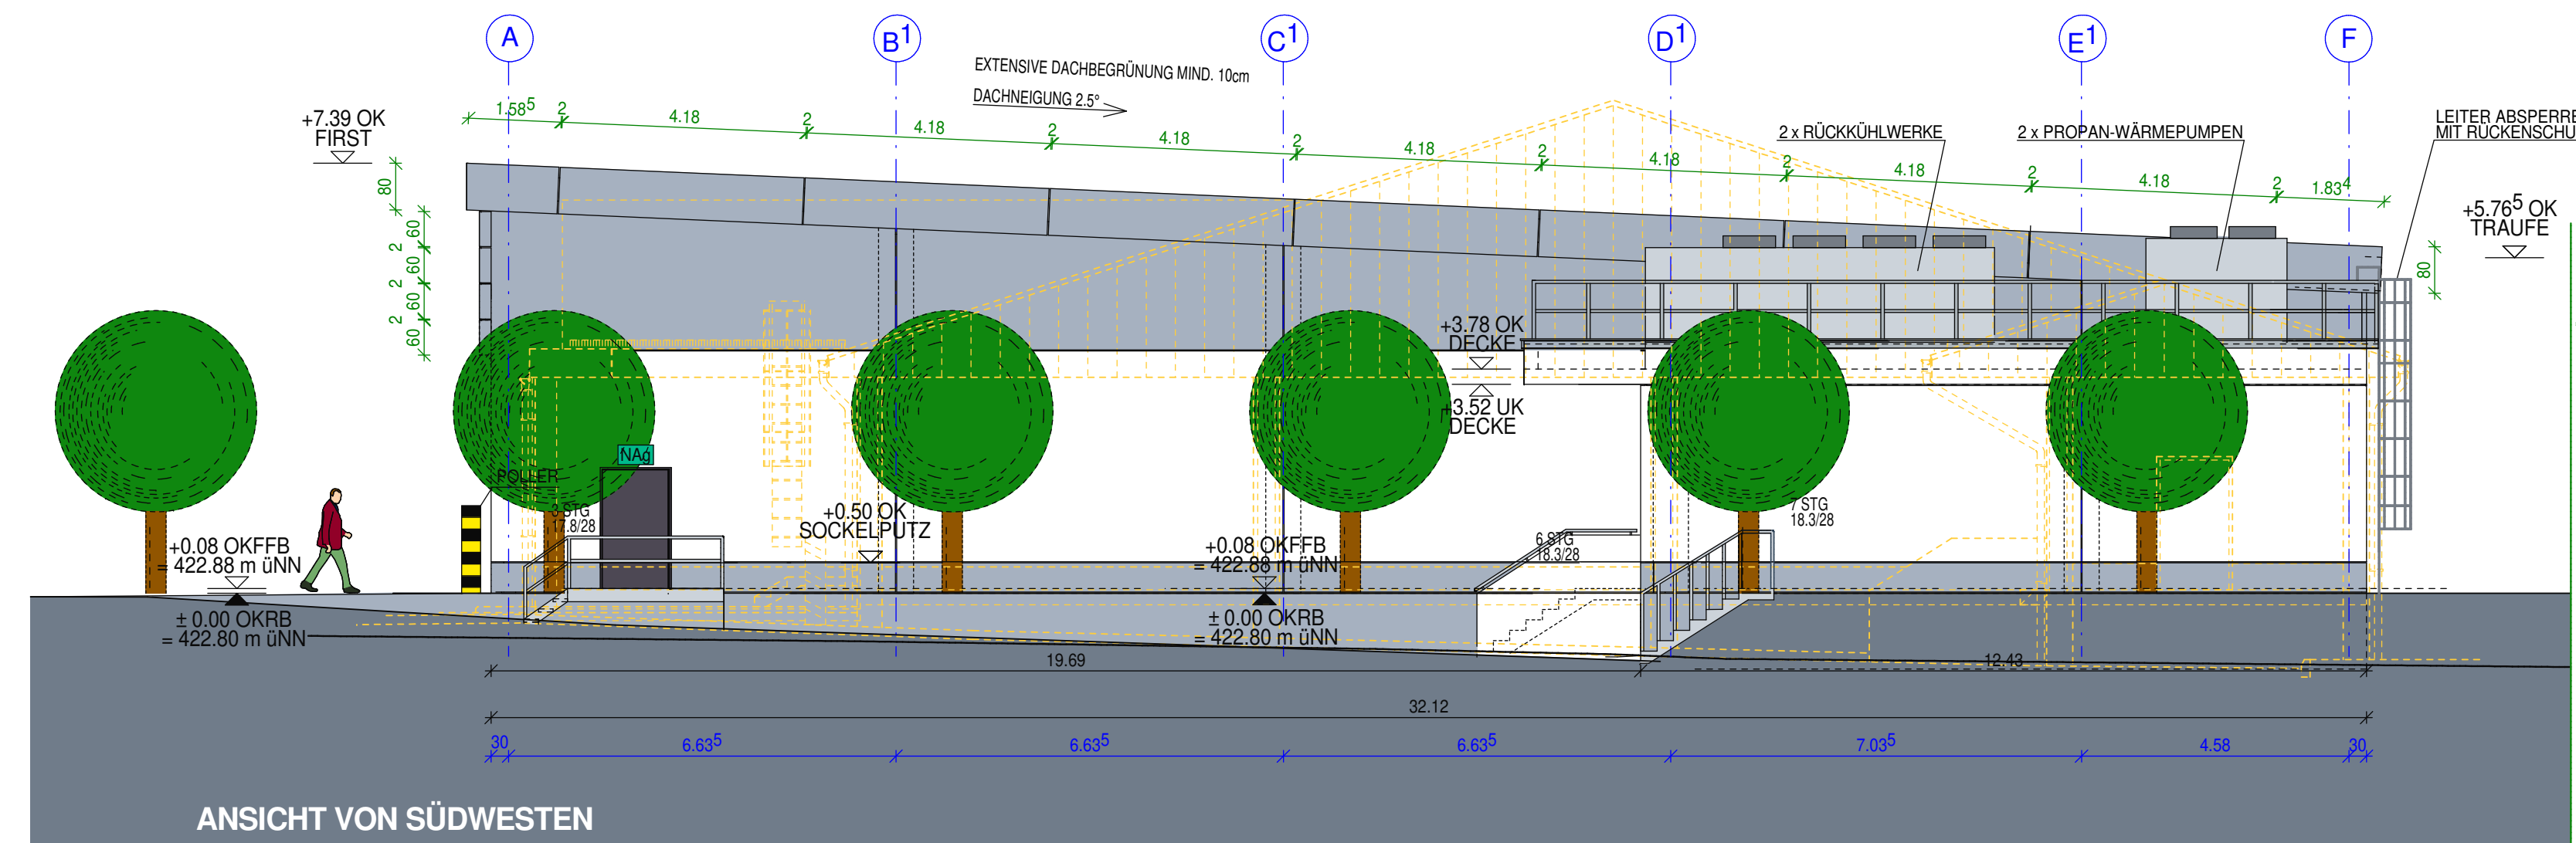 A
B1
C1
D1
E1
F
EXTENSIVE DACHBEGRÜNUNG MIND. 10cm
DACHNEIGUNG 2.5°
+7.39 OK
FIRST
1.585
2
4.18
2
4.18
2
4.18
2
4.18
2
4.18
2
4.18
2
4.18
2
1.834
2 x RÜCKKÜHLWERKE
2 x PROPAN-WÄRMEPUMPEN
LEITER ABSPERRE
MIT RÜCKENSCHU
+5.765 OK
TRAUFE
80
80
60
2
60
2
60
2
60
+3.78 OK
DECKE
+3.52 UK
DECKE
NAg
POLLER
3 STG
17.8/28
+0.50 OK
SOCKELPUTZ
7 STG
18.3/28
6 STG
18.3/28
+0.08 OKFFB
= 422.88 m üNN
± 0.00 OKRB
= 422.80 m üNN
+0.08 OKFFB
= 422.88 m üNN
± 0.00 OKRB
= 422.80 m üNN
19.69
12.43
32.12
30
6.635
6.635
6.635
7.035
4.58
30
ANSICHT VON SÜDWESTEN